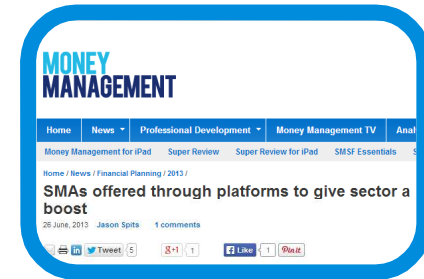 MONEY
MANAGEMENT
Home News Professional Development Money Management TV
Money Management for iPad Super Review Super Review for iPad SMSF Essentials
Home / News / Financial Planning / 2013 /
SMAs offered through platforms to give sector a
boost
26 June, 2013 Jason Spits 1 comments
in Tweet 5 g+1 1 f Like 1 Pin it